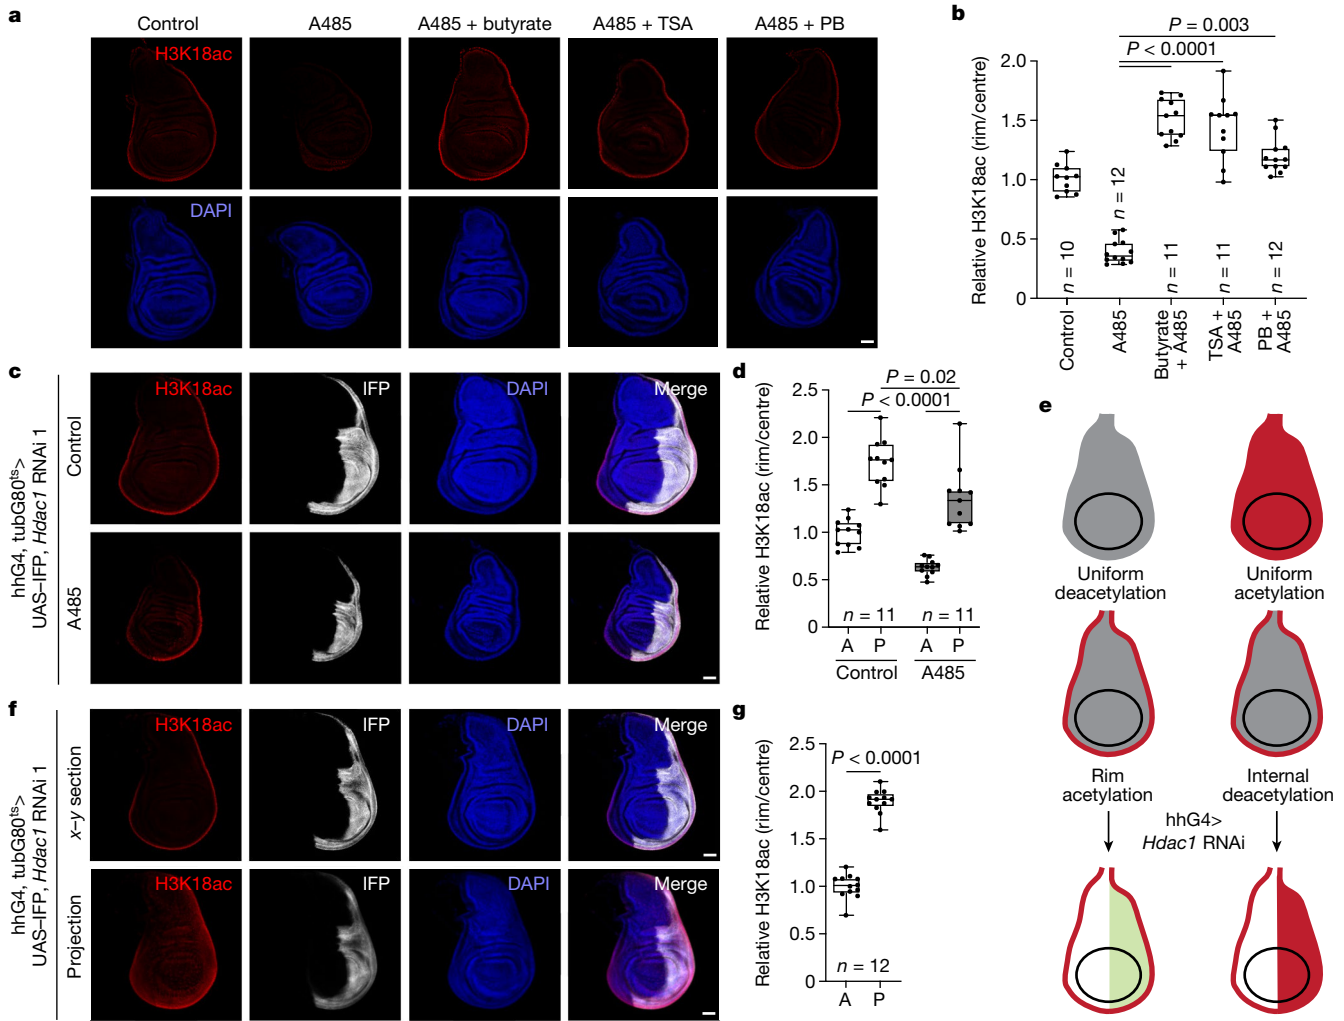 a
Control
A485
A485 + butyrate
A485 + TSA
A485 + PB
H3K18ac
DAPI
b
P = 0.003
P < 0.0001
Relative H3K18ac (rim/centre)
2.0
1.5
1.0
0.5
0
n = 10
n = 12
n = 11
n = 11
n = 12
Control
A485
Butyrate + A485
TSA + A485
PB + A485
c
hhG4, tubG80ts>
UAS–IFP, Hdac1 RNAi 1
Control
A485
H3K18ac
IFP
DAPI
Merge
d
P = 0.02
P < 0.0001
Relative H3K18ac (rim/centre)
2.5
2.0
1.5
1.0
0.5
0
n = 11
n = 11
A
P
A
P
Control
A485
e
Uniform
deacetylation
Uniform
acetylation
Rim
acetylation
Internal
deacetylation
hhG4>
Hdac1 RNAi
f
hhG4, tubG80ts>
UAS–IFP, Hdac1 RNAi 1
x–y section
Projection
H3K18ac
IFP
DAPI
Merge
H3K18ac
IFP
DAPI
Merge
g
P < 0.0001
Relative H3K18ac (rim/centre)
2.5
2.0
1.5
1.0
0.5
0
n = 12
A
P